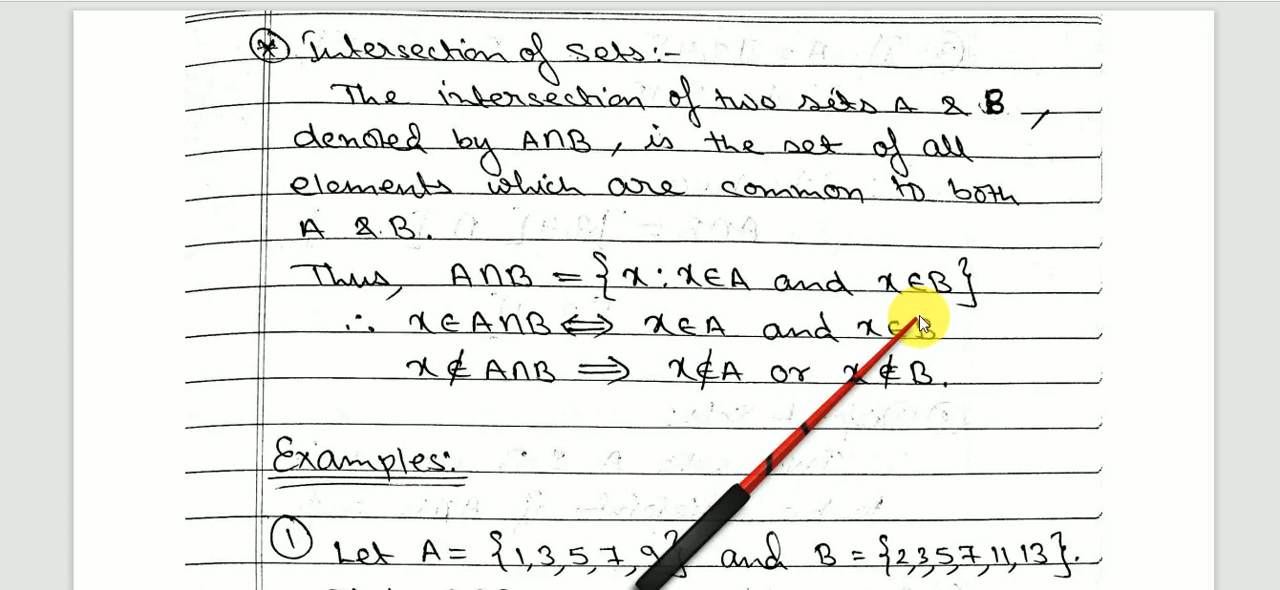 * Intersection of sets:-
The intersection of two sets A & B,
denoted by A∩B, is the set of all
elements which are common to both
A & B.
Thus, A∩B = {x : x∈A and x∈B}
∴ x∈A∩B ⇔ x∈A and x∈B
x∉A∩B ⇒ x∉A or x∉B.
Examples:
① Let A = {1,3,5,7,9} and B = {2,3,5,7,11,13}.